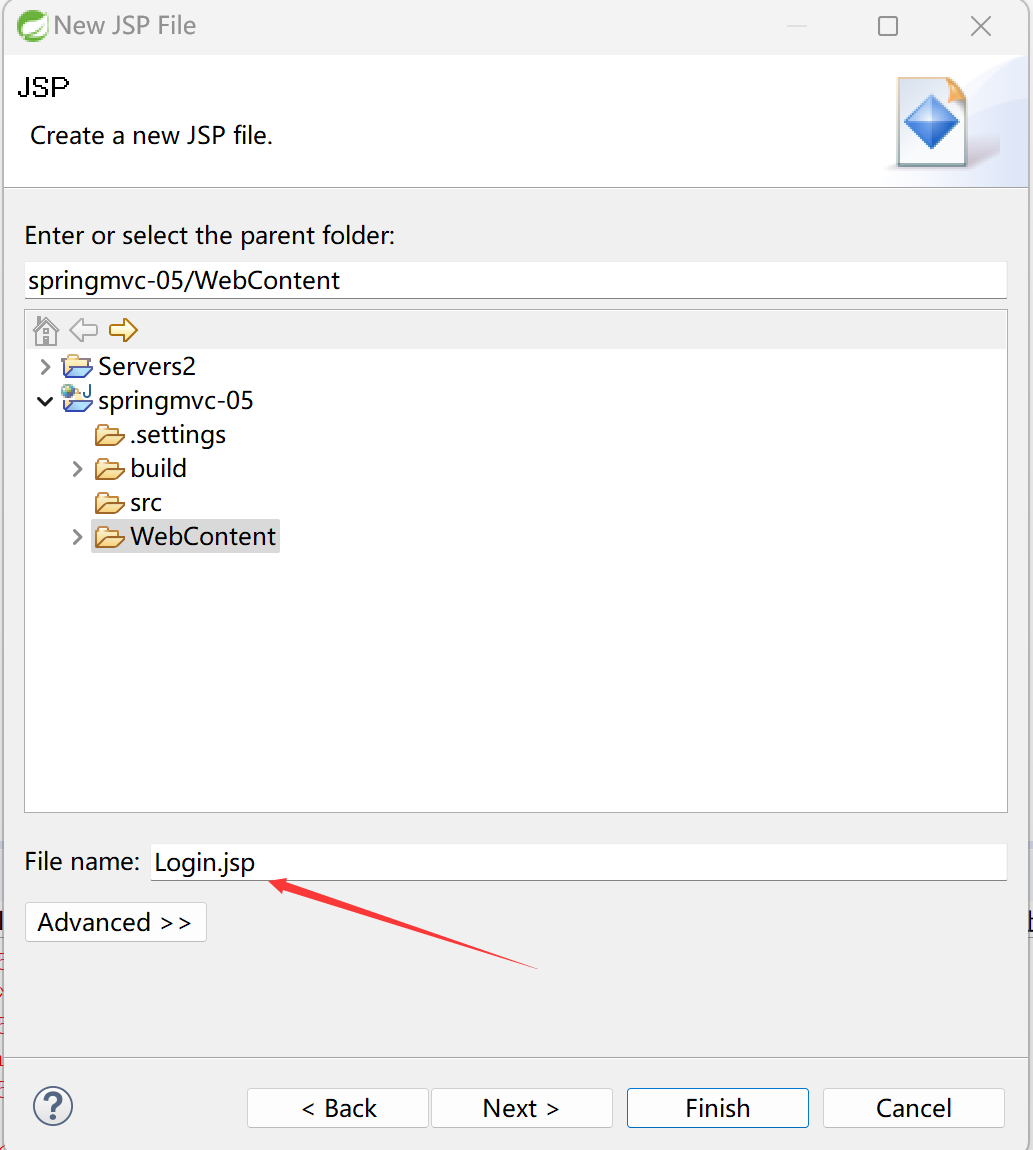 New JSP File
JSP
Create a new JSP file.
Enter or select the parent folder:
springmvc-05/WebContent
Servers2
springmvc-05
.settings
build
src
WebContent
File name: Login.jsp
Advanced >>
< Back Next > Finish Cancel